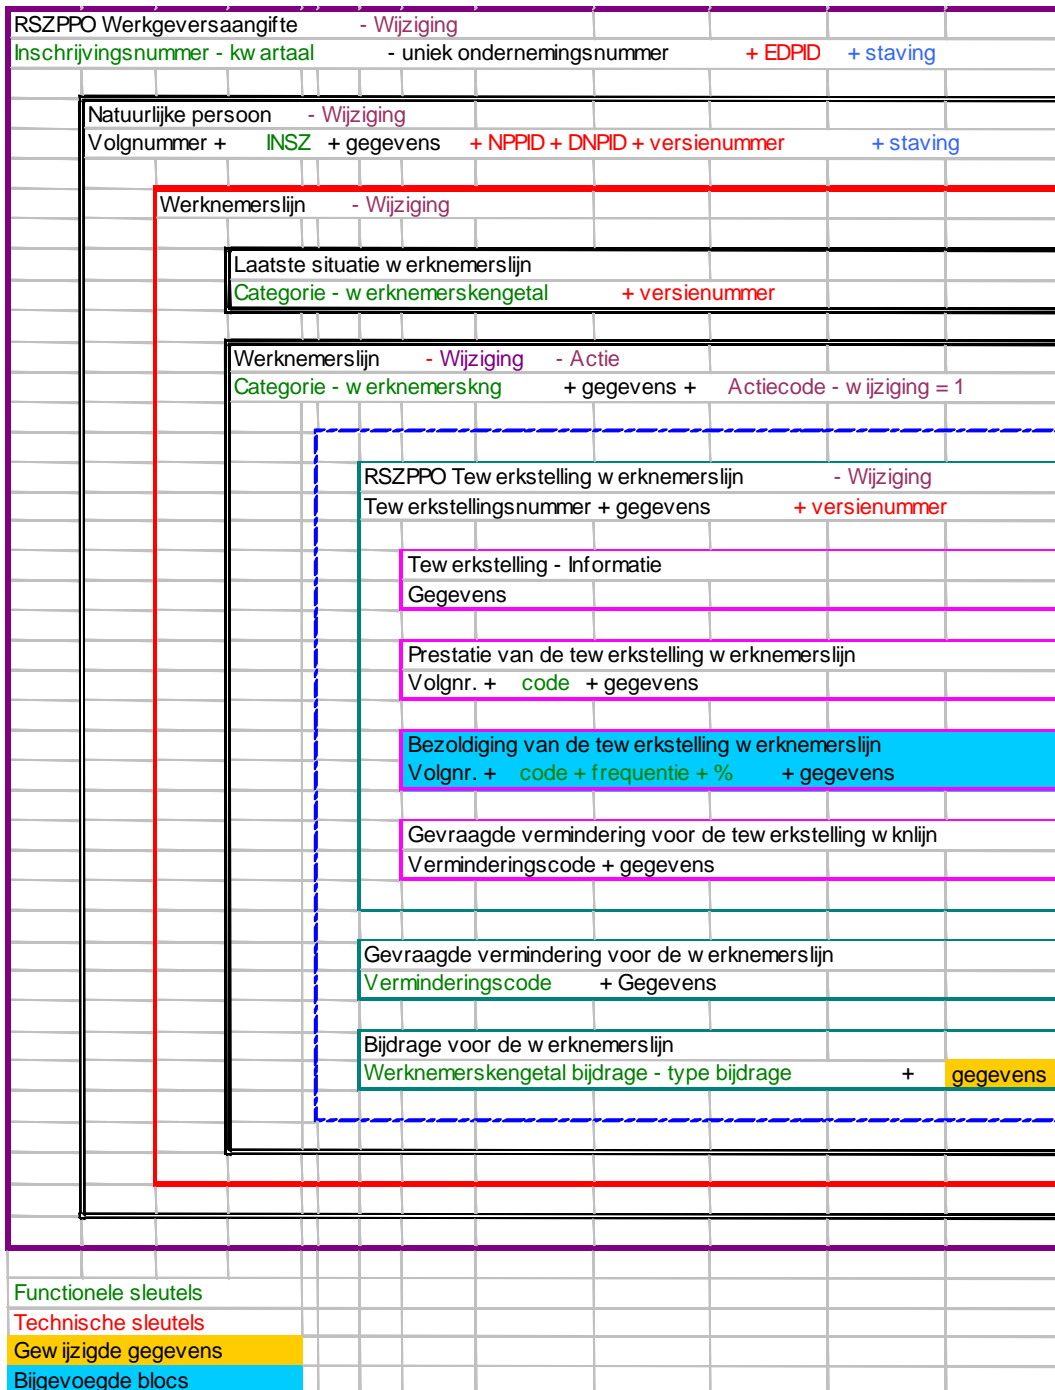 RSZPPO Werkgeversaangifte - Wijziging
Inschrijvingsnummer - kwartaal - uniek ondernemingsnummer + EDPID + staving
Natuurlijke persoon - Wijziging
Volgnummer + INSZ + gegevens + NPPID + DNPID + versienummer + staving
Werknemerslijn - Wijziging
Laatste situatie werknemerslijn
Categorie - werknemerskengetal + versienummer
Werknemerslijn - Wijziging - Actie
Categorie - werknemerskng + gegevens + Actiecode - wijziging = 1
RSZPPO Tewerkstelling werknemerslijn - Wijziging
Tewerkstellingsnummer + gegevens + versienummer
Tewerkstelling - Informatie
Gegevens
Prestatie van de tewerkstelling werknemerslijn
Volgnr. + code + gegevens
Bezoldiging van de tewerkstelling werknemerslijn
Volgnr. + code + frequentie + % + gegevens
Gevraagde vermindering voor de tewerkstelling wknlijn
Verminderingscode + gegevens
Gevraagde vermindering voor de werknemerslijn
Verminderingscode + Gegevens
Bijdrage voor de werknemerslijn
Werknemerskengetal bijdrage - type bijdrage + gegevens
Functionele sleutels
Technische sleutels
Gewijzigde gegevens
Bijgevoegde blocs